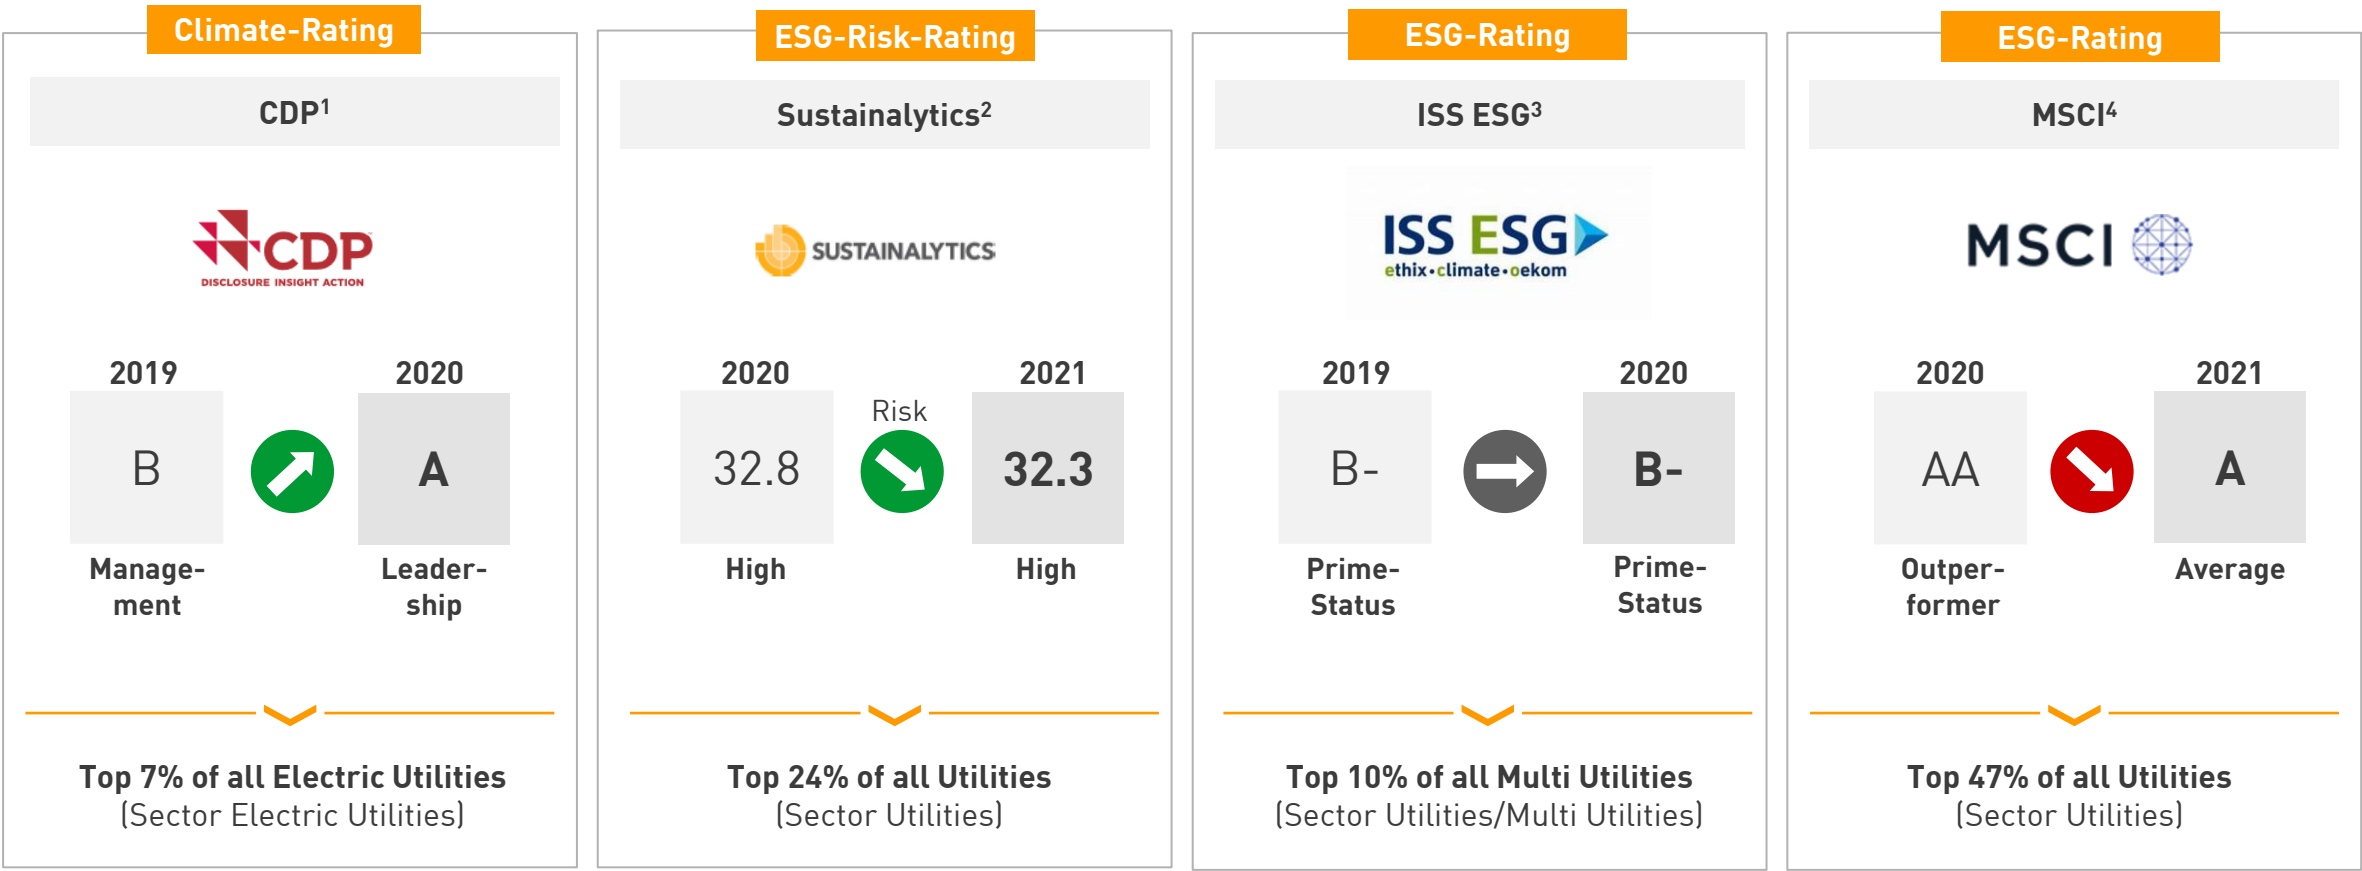 Climate-Rating
CDP¹
CDP
DISCLOSURE INSIGHT ACTION
2019
2020
B
A
Manage-
ment
Leader-
ship
Top 7% of all Electric Utilities
(Sector Electric Utilities)
ESG-Risk-Rating
Sustainalytics²
SUSTAINALYTICS
2020
2021
Risk
32.8
32.3
High
High
Top 24% of all Utilities
(Sector Utilities)
ESG-Rating
ISS ESG³
ISS ESG
ethix·climate·oekom
2019
2020
B-
B-
Prime-
Status
Prime-
Status
Top 10% of all Multi Utilities
(Sector Utilities/Multi Utilities)
ESG-Rating
MSCI⁴
MSCI
2020
2021
AA
A
Outper-
former
Average
Top 47% of all Utilities
(Sector Utilities)